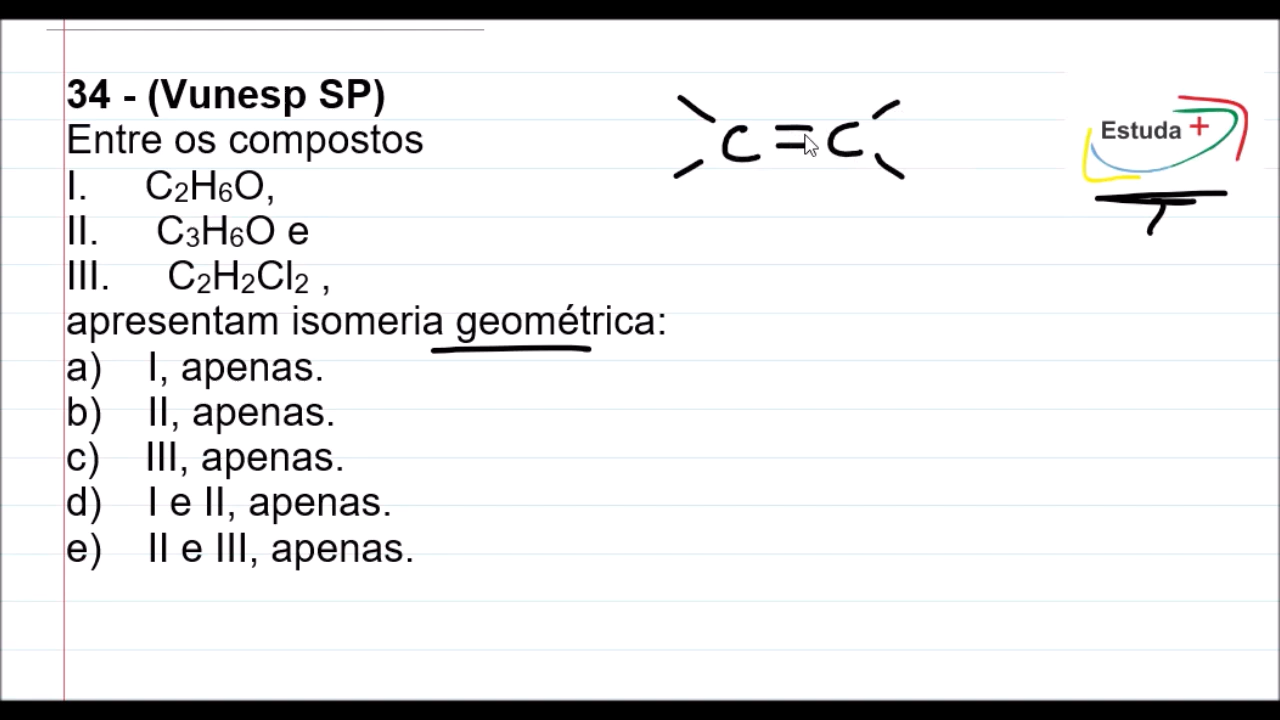 34 - (Vunesp SP)
Entre os compostos
I. C2H6O,
II. C3H6O e
III. C2H2Cl2 ,
apresentam isomeria geométrica:
a) I, apenas.
b) II, apenas.
c) III, apenas.
d) I e II, apenas.
e) II e III, apenas.
C = C
Estuda +
T